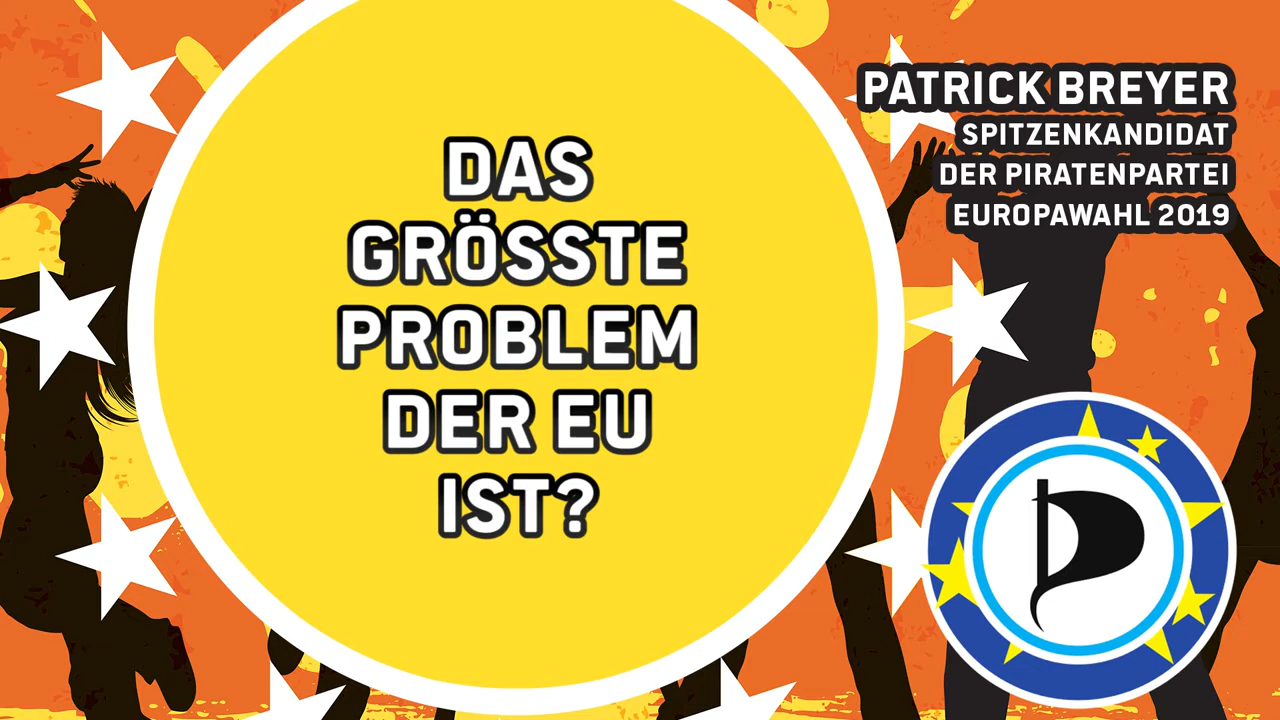 DAS
GRÖSSTE
PROBLEM
DER EU
IST?
PATRICK BREYER
SPITZENKANDIDAT
DER PIRATENPARTEI
EUROPAWAHL 2019